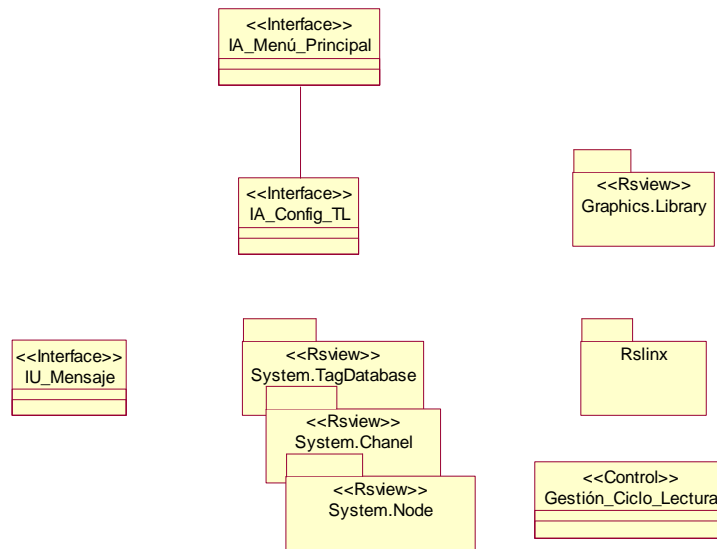 <<Interface>>
IA_Menú_Principal
<<Interface>>
IA_Config_TL
<<Rsview>>
Graphics.Library
<<Interface>>
IU_Mensaje
<<Rsview>>
System.TagDatabase
<<Rsview>>
System.Chanel
<<Rsview>>
System.Node
Rslinx
<<Control>>
Gestión_Ciclo_Lectura